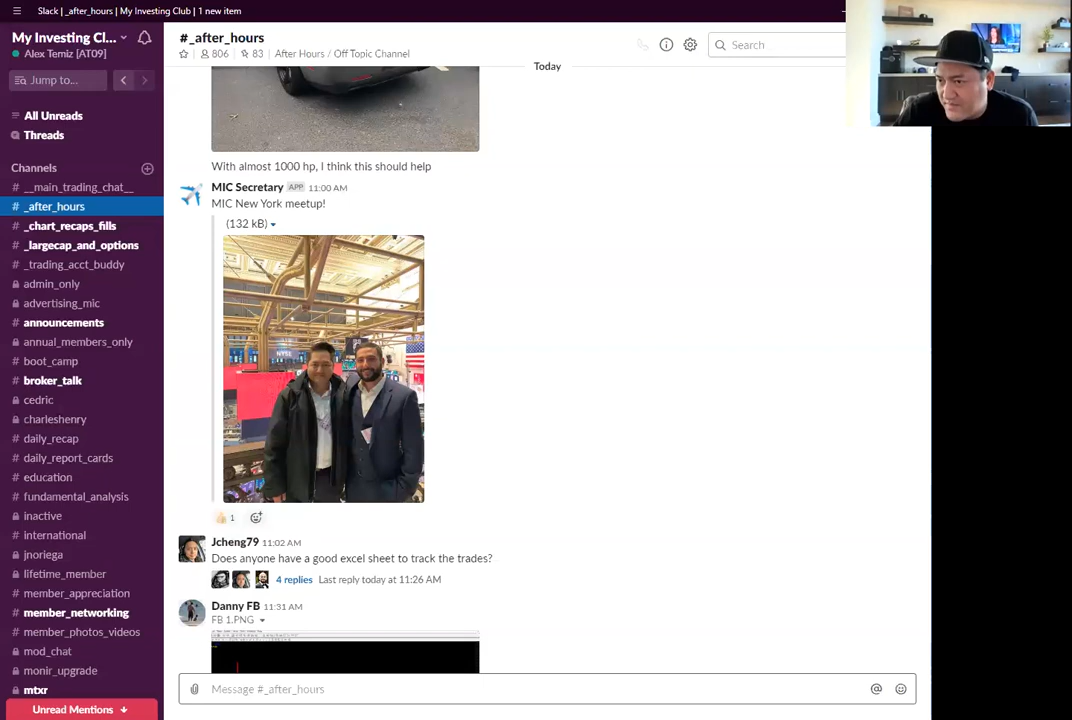 Slack | _after_hours | My Investing Club | 1 new item
My Investing Cl...
Alex Temiz [AT09]
Jump to...
All Unreads
Threads
Channels
# __main_trading_chat__
# _after_hours
# _chart_recaps_fills
# _largecap_and_options
# _trading_acct_buddy
admin_only
advertising_mic
# announcements
annual_members_only
# boot_camp
# broker_talk
cedric
charleshenry
# daily_recap
# daily_report_cards
# education
# fundamental_analysis
inactive
# international
jnoriega
lifetime_member
# member_appreciation
# member_networking
# member_photos_videos
mod_chat
monir_upgrade
# mtxr
Unread Mentions
#_after_hours
806
83
After Hours / Off Topic Channel
Search
Today
With almost 1000 hp, I think this should help
MIC Secretary APP 11:00 AM
MIC New York meetup!
(132 kB)
NYSE
1
Jcheng79 11:02 AM
Does anyone have a good excel sheet to track the trades?
4 replies Last reply today at 11:26 AM
Danny FB 11:31 AM
FB 1.PNG
Message #_after_hours